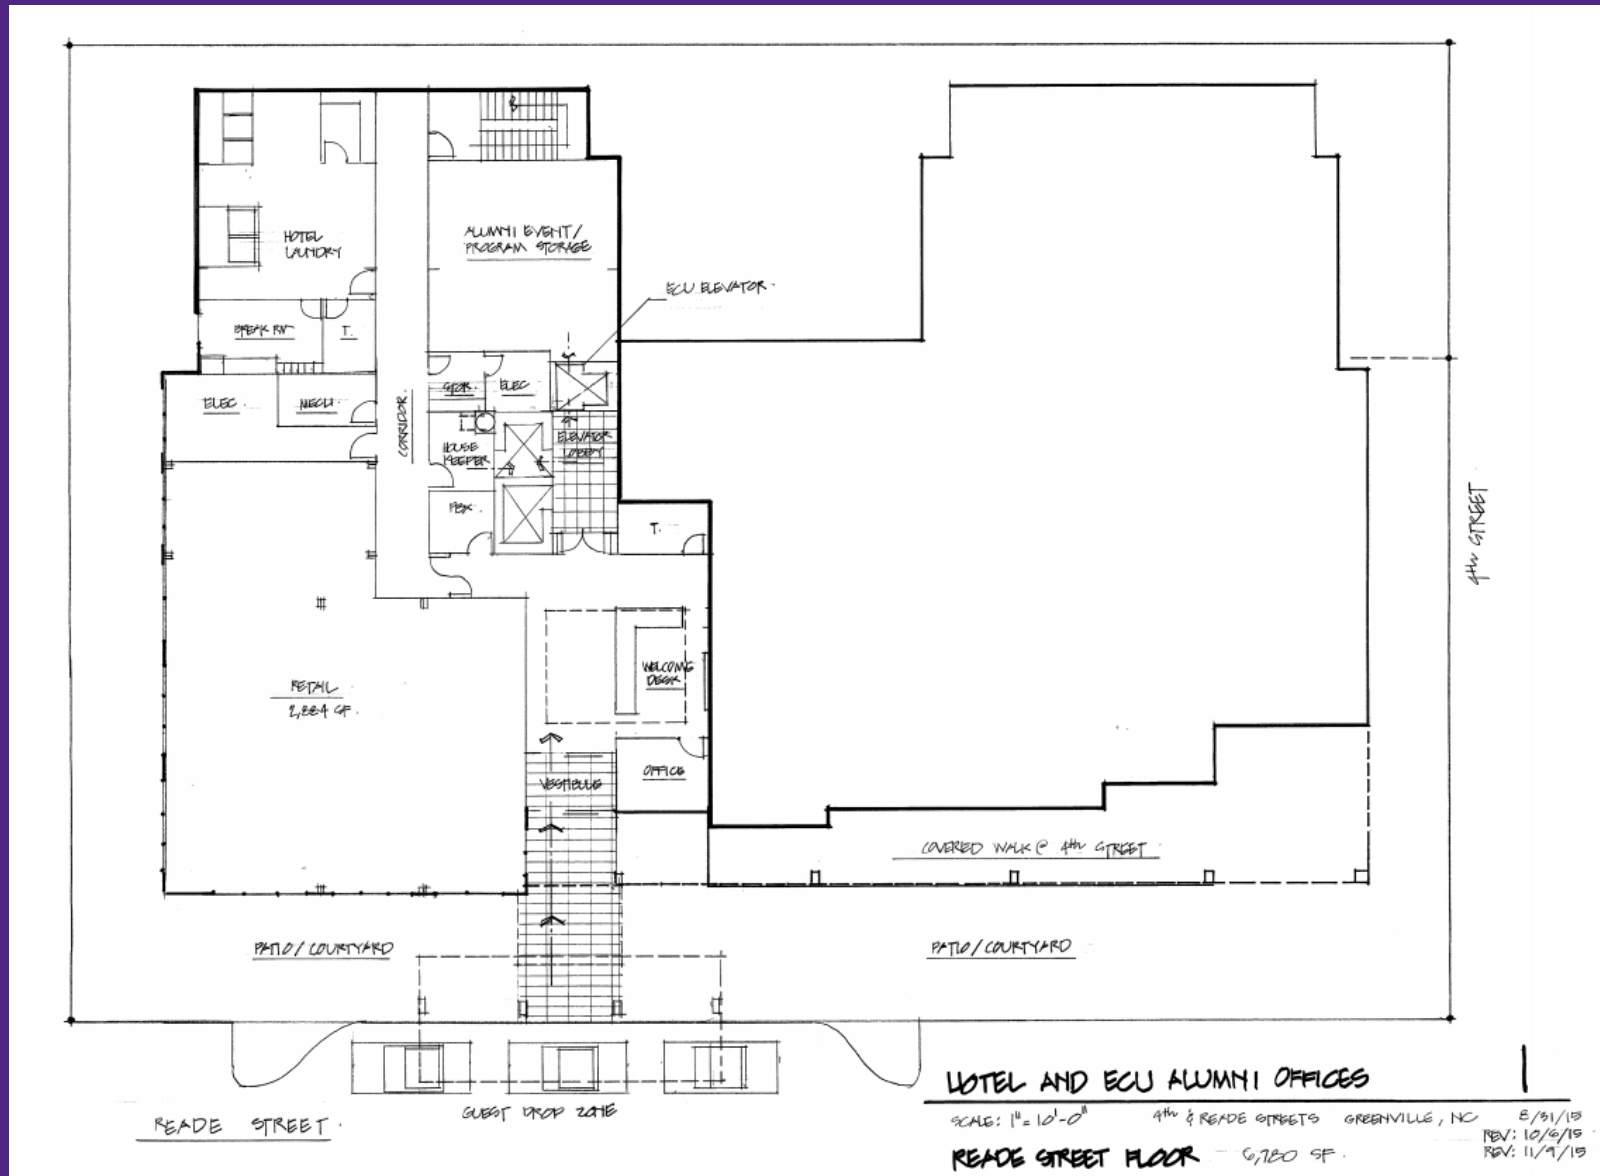 HOTEL
LAUNDRY
ALUMNI EVENT/
PROGRAM STORAGE
ECU ELEVATOR
BREAK RM
T.
ELEC.
MECH.
CORRIDOR
STOR.
ELEC
HOUSE
KEEPER
ELEVATOR
LOBBY
PBX
T.
4TH STREET
RETAIL
2,884 SF.
WELCOME
DESK
VESTIBULE
OFFICE
COVERED WALK @ 4TH STREET
PATIO/COURTYARD
PATIO/COURTYARD
GUEST DROP ZONE
READE STREET.
HOTEL AND ECU ALUMNI OFFICES
1
SCALE: 1"=10'-0"
4TH & READE STREETS GREENVILLE, NC
8/31/15
REV: 10/6/15
REV: 11/9/15
READE STREET FLOOR 6,780 SF.